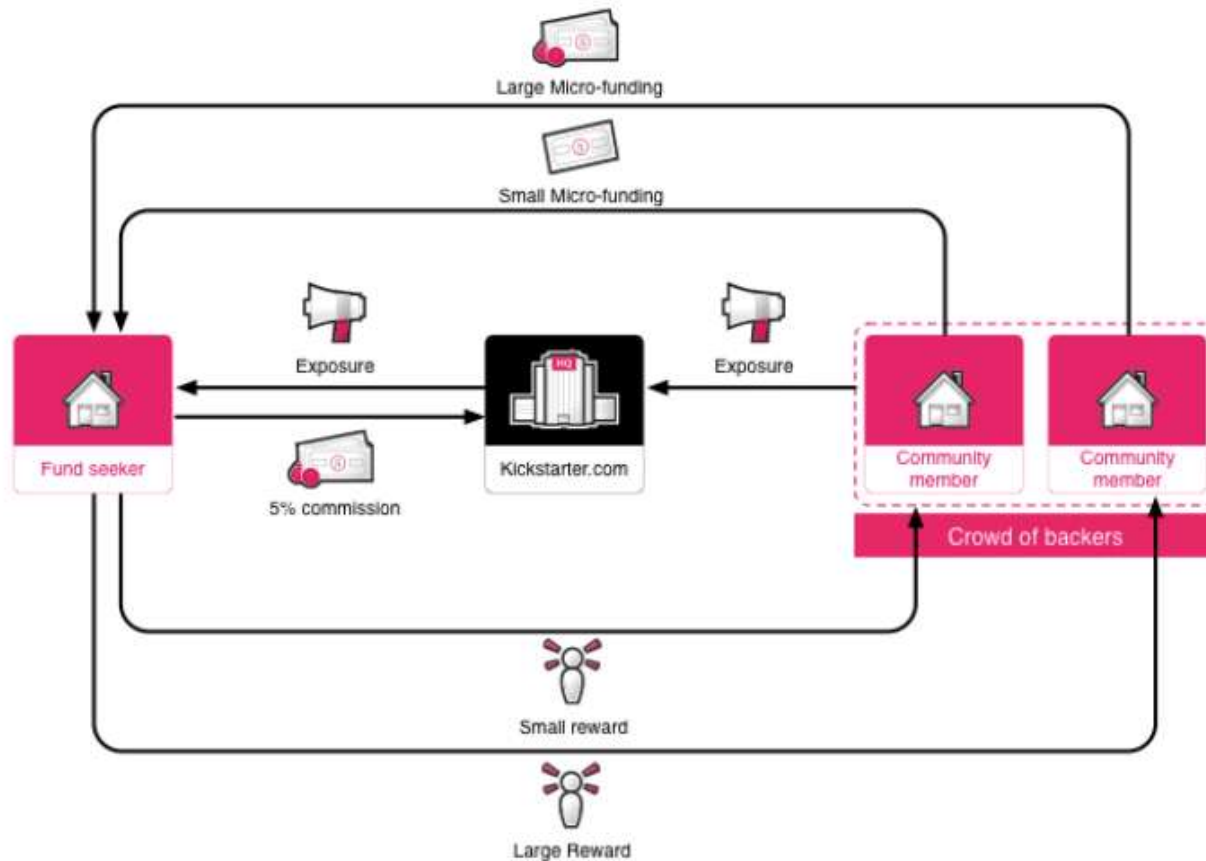 Large Micro-funding
Small Micro-funding
Exposure
Exposure
HQ
Fund seeker
Kickstarter.com
Community
member
Community
member
5% commission
Crowd of backers
Small reward
Large Reward